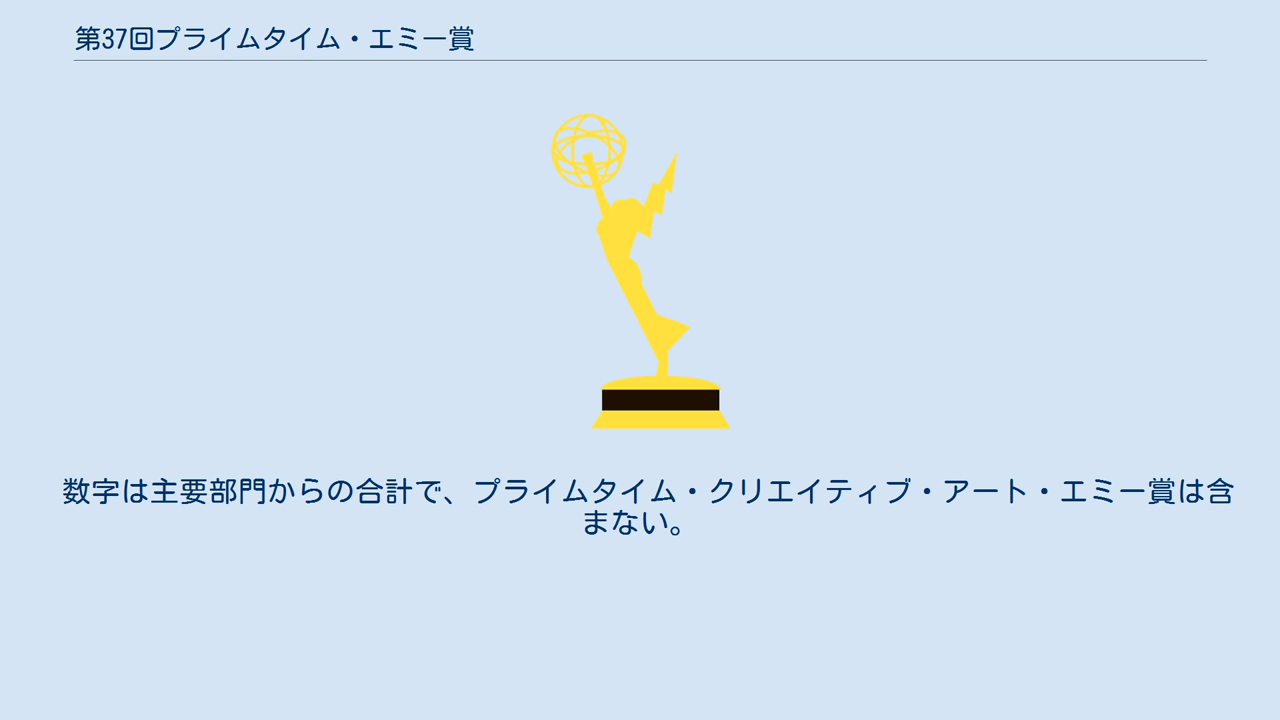 第37回プライムタイム・エミー賞
数字は主要部門からの合計で、プライムタイム・クリエイティブ・アート・エミー賞は含
まない。